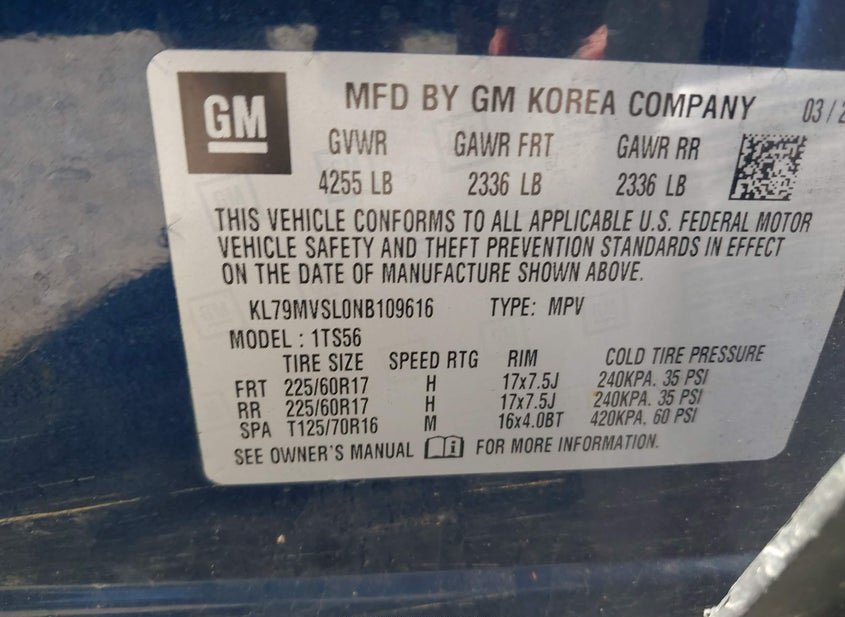 GM
MFD BY GM KOREA COMPANY 03/2
GVWR GAWR FRT GAWR RR
4255 LB 2336 LB 2336 LB
THIS VEHICLE CONFORMS TO ALL APPLICABLE U.S. FEDERAL MOTOR
VEHICLE SAFETY AND THEFT PREVENTION STANDARDS IN EFFECT
ON THE DATE OF MANUFACTURE SHOWN ABOVE.
KL79MVSL0NB109616 TYPE: MPV
MODEL : 1TS56
TIRE SIZE SPEED RTG RIM COLD TIRE PRESSURE
FRT 225/60R17 H 17x7.5J 240KPA. 35 PSI
RR 225/60R17 H 17x7.5J 240KPA. 35 PSI
SPA T125/70R16 M 16x4.0BT 420KPA. 60 PSI
SEE OWNER'S MANUAL FOR MORE INFORMATION.